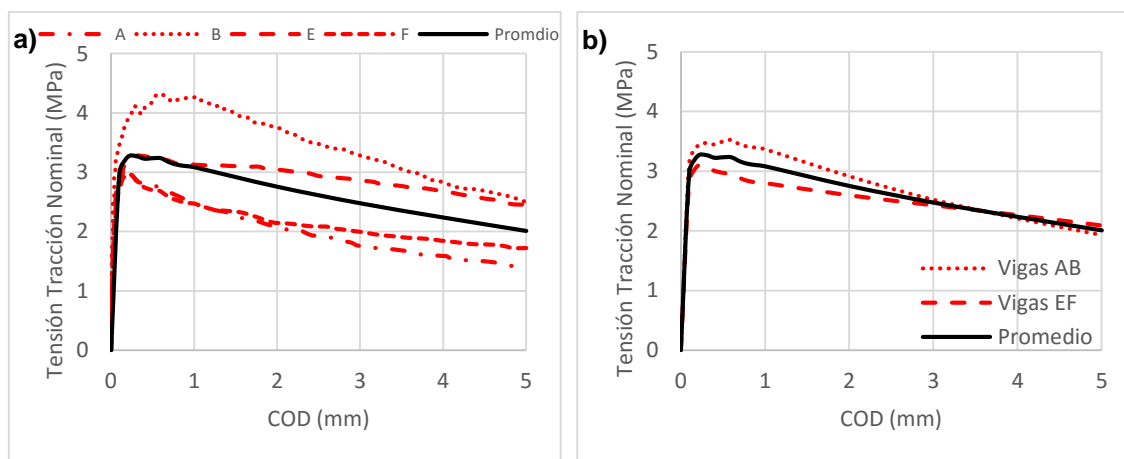 a)
A B E F Promdio
Tensión Tracción Nominal (MPa)
5
4
3
2
1
0
0 1 2 3 4 5
COD (mm)
b)
Tensión Tracción Nominal (MPa)
5
4
3
2
1
0
0 1 2 3 4 5
COD (mm)
Vigas AB
Vigas EF
Promedio